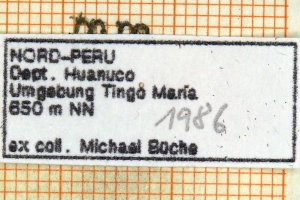 NORD-PERU
Dept. Huanuco
Umgebung Tingo Maria
650 m NN
1986
ex coll. Michael Büche